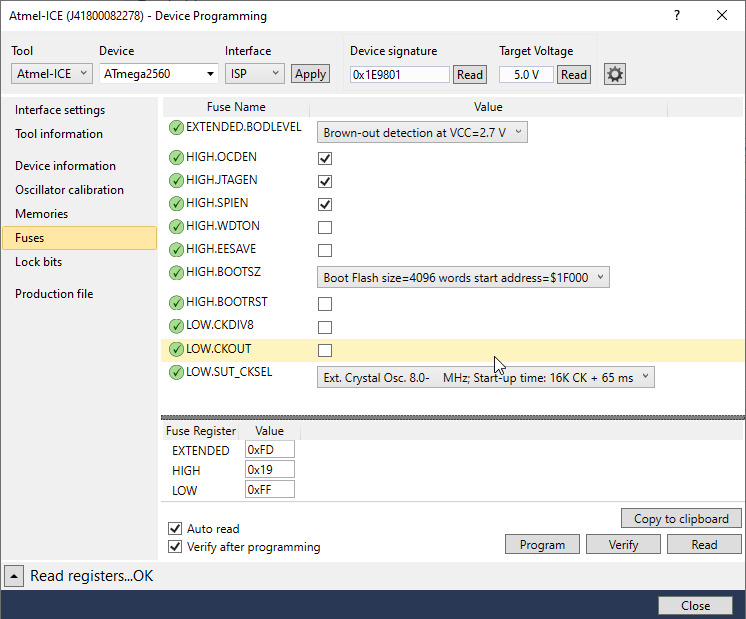 Atmel-ICE (J41800082278) - Device Programming
Tool Device Interface Device signature Target Voltage
Atmel-ICE ATmega2560 ISP Apply 0x1E9801 Read 5.0 V Read
Interface settings
Tool information
Device information
Oscillator calibration
Memories
Fuses
Lock bits
Production file
Fuse Name Value
EXTENDED.BODLEVEL Brown-out detection at VCC=2.7 V
HIGH.OCDEN
HIGH.JTAGEN
HIGH.SPIEN
HIGH.WDTON
HIGH.EESAVE
HIGH.BOOTSZ Boot Flash size=4096 words start address=$1F000
HIGH.BOOTRST
LOW.CKDIV8
LOW.CKOUT
LOW.SUT_CKSEL Ext. Crystal Osc. 8.0- MHz; Start-up time: 16K CK + 65 ms
Fuse Register Value
EXTENDED 0xFD
HIGH 0x19
LOW 0xFF
Copy to clipboard
Auto read
Verify after programming
Program Verify Read
Read registers...OK
Close